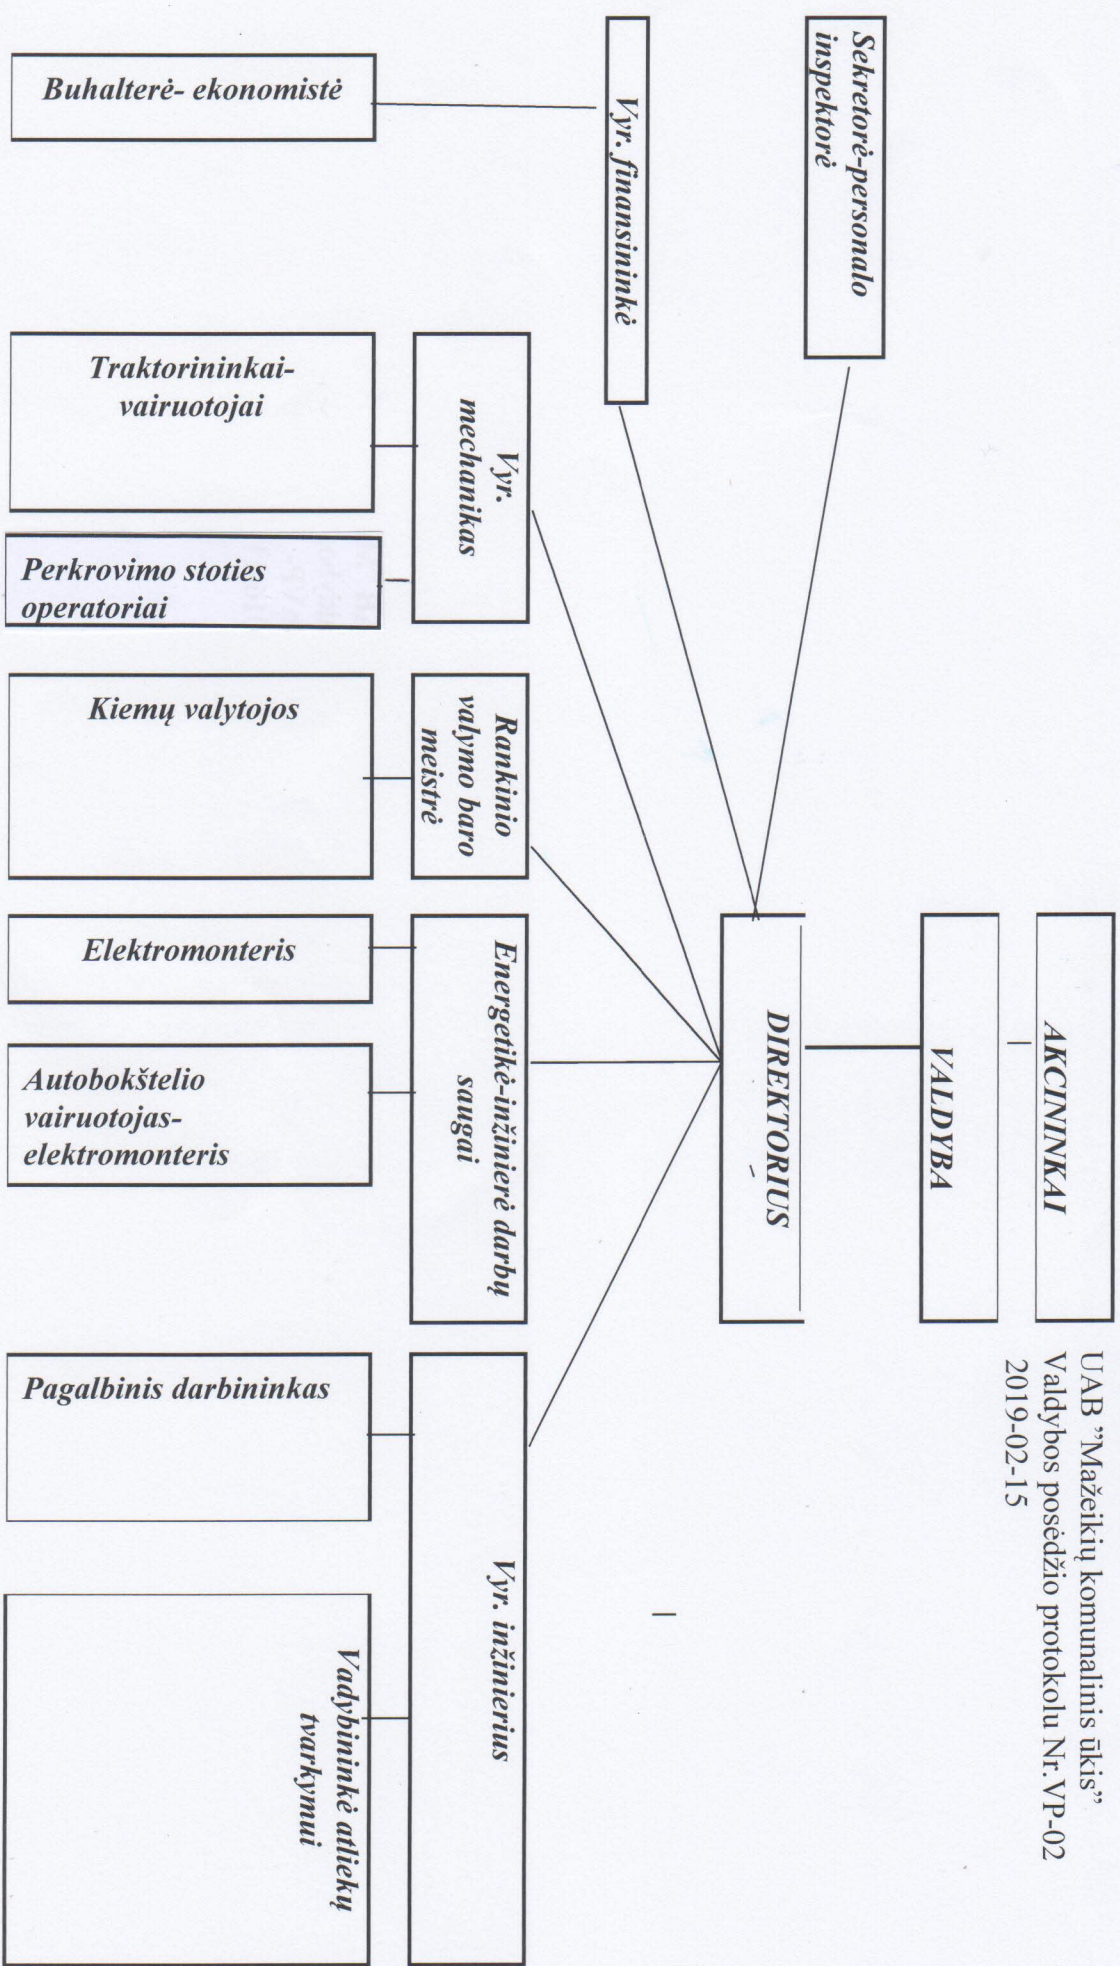 UAB ”Mažeikių komunalinis ūkis”
Valdybos posėdžio protokolu Nr. VP-02
2019-02-15
AKCININKAI
VALDYBA
DIREKTORIUS
Sekretorė-personalo
inspektorė
Vyr. finansininkė
Vyr.
mechanikas
Rankinio
valymo baro
meistrė
Energetikė-inžinierė darbų
saugai
Vyr. inžinierius
Buhalterė- ekonomistė
Traktorininkai-
vairuotojai
Perkrovimo stoties
operatoriai
Kiemų valytojos
Elektromonteris
Autobokštelio
vairuotojas-
elektromonteris
Pagalbinis darbininkas
Vadybininkė atliekų
tvarkymui